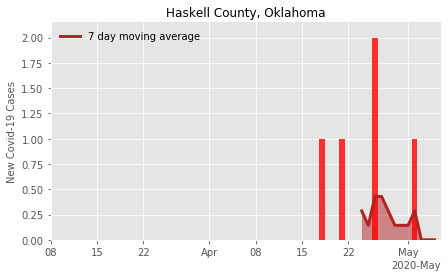 Haskell County, Oklahoma
7 day moving average
New Covid-19 Cases
2.00
1.75
1.50
1.25
1.00
0.75
0.50
0.25
0.00
08 15 22 Apr 08 15 22 May
2020-May